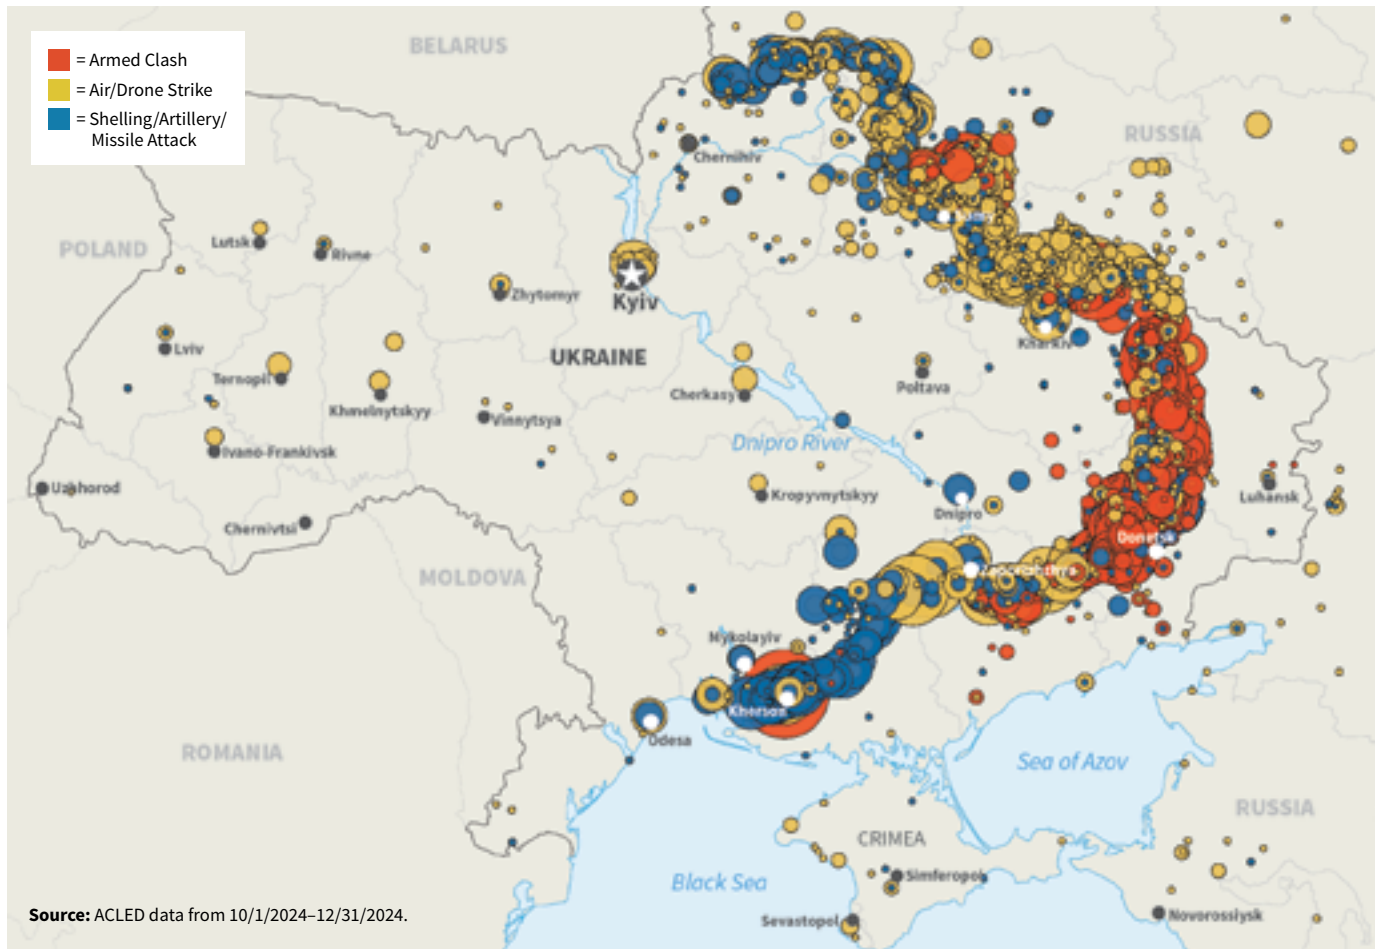 = Armed Clash
= Air/Drone Strike
= Shelling/Artillery/
Missile Attack
BELARUS
RUSSIA
Chernihiv
Sumy
POLAND
Lutsk
Rivne
Zhytomyr
Kyiv
Kharkiv
Lviv
UKRAINE
Ternopil
Khmelnytskyy
Cherkasy
Poltava
Vinnytsya
Dnipro River
Ivano-Frankivsk
Uzkhorod
Kropyvnytskyy
Luhansk
Dnipro
Chernivtsi
Donetsk
Zaporizhzhya
MOLDOVA
Mykolayiv
Kherson
Odesa
ROMANIA
Sea of Azov
RUSSIA
CRIMEA
Black Sea
Simferopol
Source: ACLED data from 10/1/2024–12/31/2024.
Sevastopol
Novorossiysk